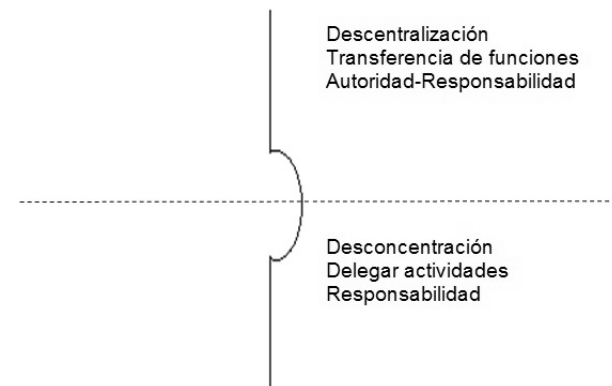 Descentralización
Transferencia de funciones
Autoridad-Responsabilidad
Desconcentración
Delegar actividades
Responsabilidad